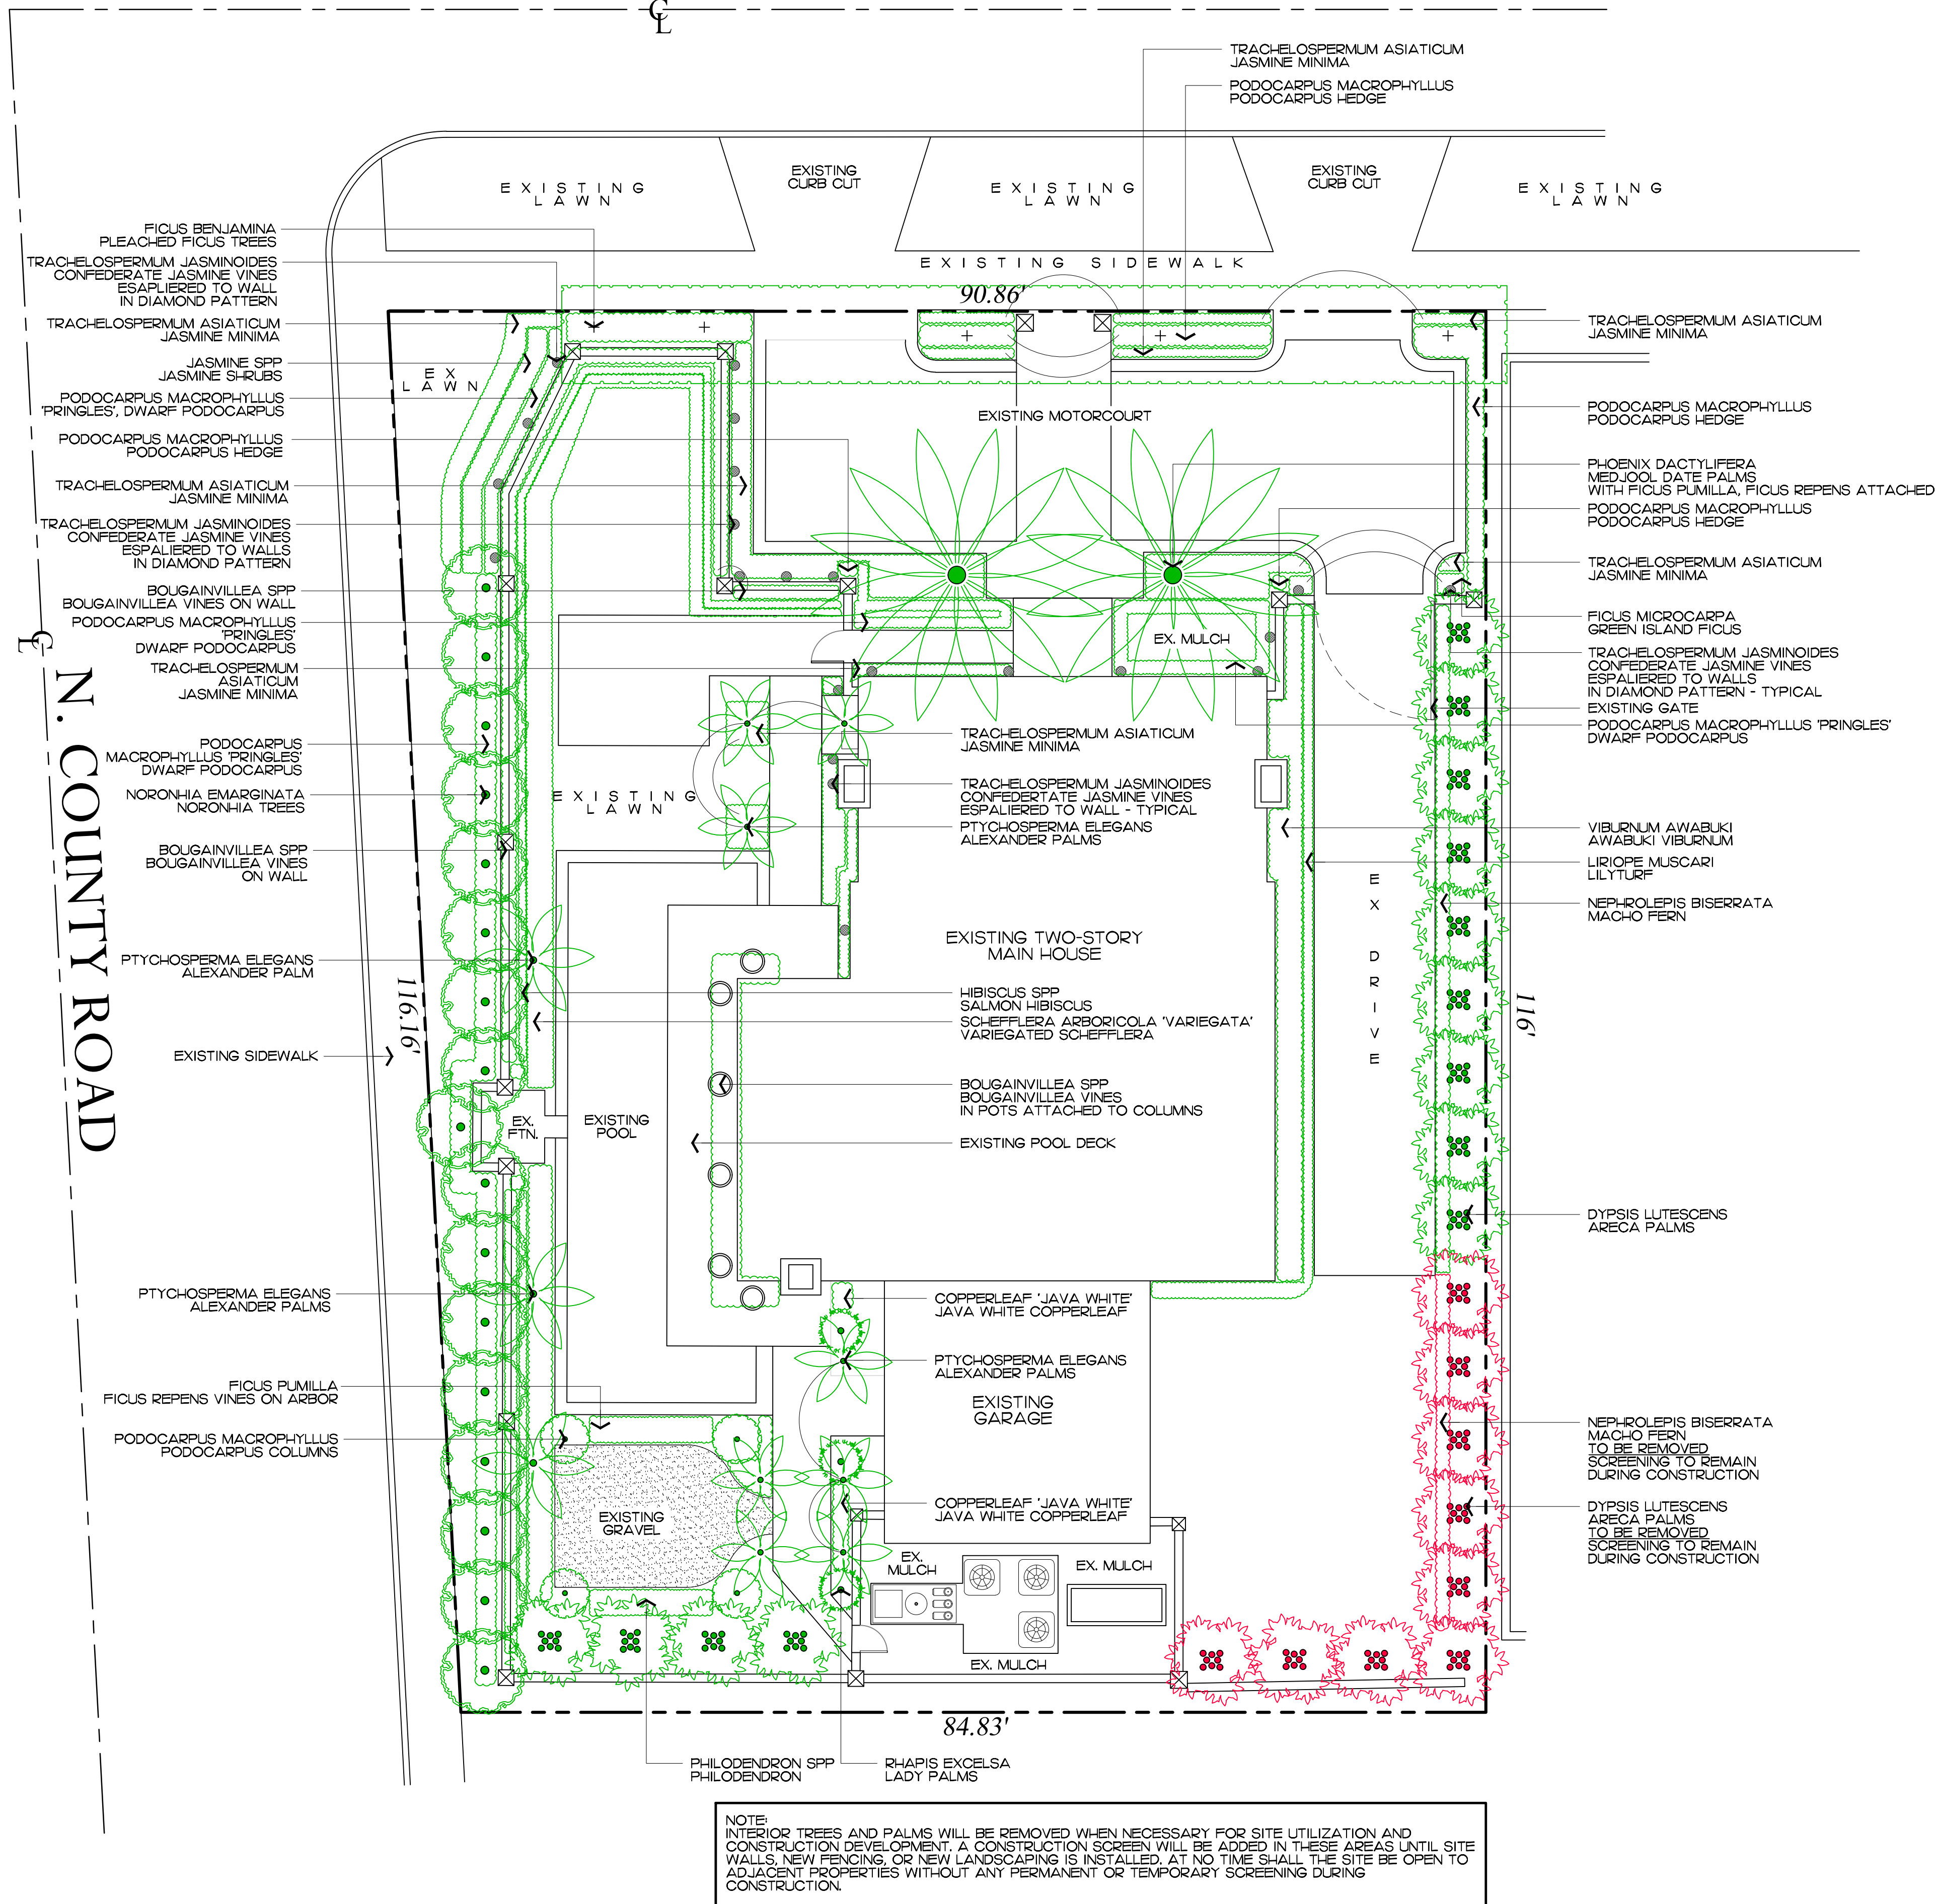 C
L
TRACHELOSPERMUM ASIATICUM
JASMINE MINIMA
PODOCARPUS MACROPHYLLUS
PODOCARPUS HEDGE
EXISTING
LAWN
EXISTING
CURB CUT
EXISTING
LAWN
EXISTING
CURB CUT
EXISTING
LAWN
EXISTING SIDEWALK
90.86'
FICUS BENJAMINA
PLEACHED FICUS TREES
TRACHELOSPERMUM JASMINOIDES
CONFEDERATE JASMINE VINES
ESAPLIERED TO WALL
IN DIAMOND PATTERN
TRACHELOSPERMUM ASIATICUM
JASMINE MINIMA
JASMINE SPP
JASMINE SHRUBS
PODOCARPUS MACROPHYLLUS
'PRINGLES', DWARF PODOCARPUS
PODOCARPUS MACROPHYLLUS
PODOCARPUS HEDGE
TRACHELOSPERMUM ASIATICUM
JASMINE MINIMA
TRACHELOSPERMUM JASMINOIDES
CONFEDERATE JASMINE VINES
ESPALIERED TO WALLS
IN DIAMOND PATTERN
BOUGAINVILLEA SPP
BOUGAINVILLEA VINES ON WALL
PODOCARPUS MACROPHYLLUS
'PRINGLES'
DWARF PODOCARPUS
TRACHELOSPERMUM
ASIATICUM
JASMINE MINIMA
PODOCARPUS
MACROPHYLLUS 'PRINGLES'
DWARF PODOCARPUS
NORONHIA EMARGINATA
NORONHIA TREES
BOUGAINVILLEA SPP
BOUGAINVILLEA VINES
ON WALL
PTYCHOSPERMA ELEGANS
ALEXANDER PALM
EXISTING SIDEWALK
PTYCHOSPERMA ELEGANS
ALEXANDER PALMS
FICUS PUMILLA
FICUS REPENS VINES ON ARBOR
PODOCARPUS MACROPHYLLUS
PODOCARPUS COLUMNS
C
L
N. COUNTY ROAD
116.16'
EX
LAWN
EXISTING MOTORCOURT
EX. MULCH
EXISTING
LAWN
TRACHELOSPERMUM ASIATICUM
JASMINE MINIMA
TRACHELOSPERMUM JASMINOIDES
CONFEDERTATE JASMINE VINES
ESPALIERED TO WALL - TYPICAL
PTYCHOSPERMA ELEGANS
ALEXANDER PALMS
EXISTING TWO-STORY
MAIN HOUSE
HIBISCUS SPP
SALMON HIBISCUS
SCHEFFLERA ARBORICOLA 'VARIEGATA'
VARIEGATED SCHEFFLERA
BOUGAINVILLEA SPP
BOUGAINVILLEA VINES
IN POTS ATTACHED TO COLUMNS
EXISTING POOL DECK
EX.
FTN.
EXISTING
POOL
COPPERLEAF 'JAVA WHITE'
JAVA WHITE COPPERLEAF
PTYCHOSPERMA ELEGANS
ALEXANDER PALMS
EXISTING
GARAGE
COPPERLEAF 'JAVA WHITE'
JAVA WHITE COPPERLEAF
EXISTING
GRAVEL
EX.
MULCH
EX. MULCH
EX. MULCH
EX DRIVE
116'
TRACHELOSPERMUM ASIATICUM
JASMINE MINIMA
PODOCARPUS MACROPHYLLUS
PODOCARPUS HEDGE
PHOENIX DACTYLIFERA
MEDJOOL DATE PALMS
WITH FICUS PUMILLA, FICUS REPENS ATTACHED
PODOCARPUS MACROPHYLLUS
PODOCARPUS HEDGE
TRACHELOSPERMUM ASIATICUM
JASMINE MINIMA
FICUS MICROCARPA
GREEN ISLAND FICUS
TRACHELOSPERMUM JASMINOIDES
CONFEDERATE JASMINE VINES
ESPALIERED TO WALLS
IN DIAMOND PATTERN - TYPICAL
EXISTING GATE
PODOCARPUS MACROPHYLLUS 'PRINGLES'
DWARF PODOCARPUS
VIBURNUM AWABUKI
AWABUKI VIBURNUM
LIRIOPE MUSCARI
LILYTURF
NEPHROLEPIS BISERRATA
MACHO FERN
DYPSIS LUTESCENS
ARECA PALMS
NEPHROLEPIS BISERRATA
MACHO FERN
TO BE REMOVED
SCREENING TO REMAIN
DURING CONSTRUCTION
DYPSIS LUTESCENS
ARECA PALMS
TO BE REMOVED
SCREENING TO REMAIN
DURING CONSTRUCTION
84.83'
PHILODENDRON SPP
PHILODENDRON
RHAPIS EXCELSA
LADY PALMS
NOTE:
INTERIOR TREES AND PALMS WILL BE REMOVED WHEN NECESSARY FOR SITE UTILIZATION AND
CONSTRUCTION DEVELOPMENT. A CONSTRUCTION SCREEN WILL BE ADDED IN THESE AREAS UNTIL SITE
WALLS, NEW FENCING, OR NEW LANDSCAPING IS INSTALLED. AT NO TIME SHALL THE SITE BE OPEN TO
ADJACENT PROPERTIES WITHOUT ANY PERMANENT OR TEMPORARY SCREENING DURING
CONSTRUCTION.